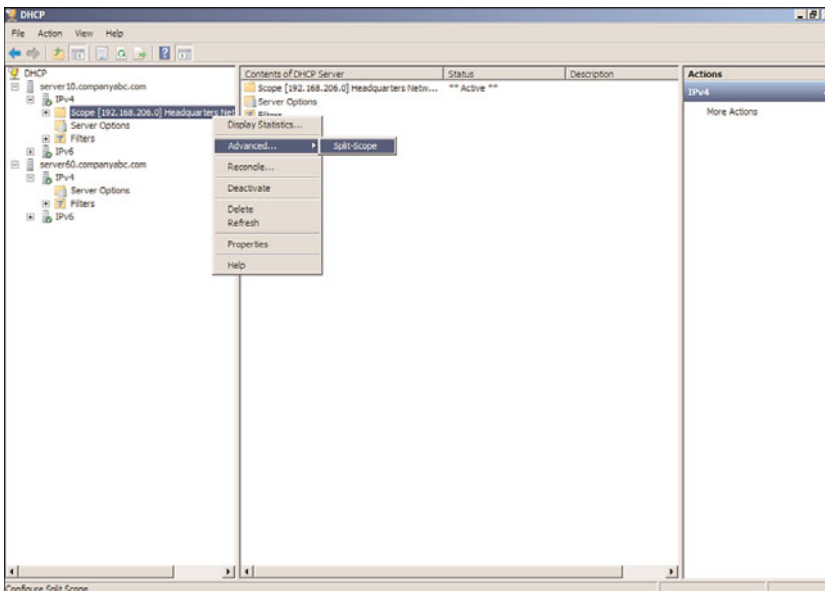 DHCP
File Action View Help
DHCP
server10.companyabc.com
IPv4
Scope [192.168.206.0] Headquarters Net
Server Options
Filters
IPv6
server60.companyabc.com
IPv4
Server Options
Filters
IPv6
Contents of DHCP Server Status Description
Scope [192.168.206.0] Headquarters Netw... ** Active **
Server Options
Filters
Display Statistics...
Advanced... Split-Scope
Reconcile...
Deactivate
Delete
Refresh
Properties
Help
Actions
IPv4
More Actions
Configure Split Scope